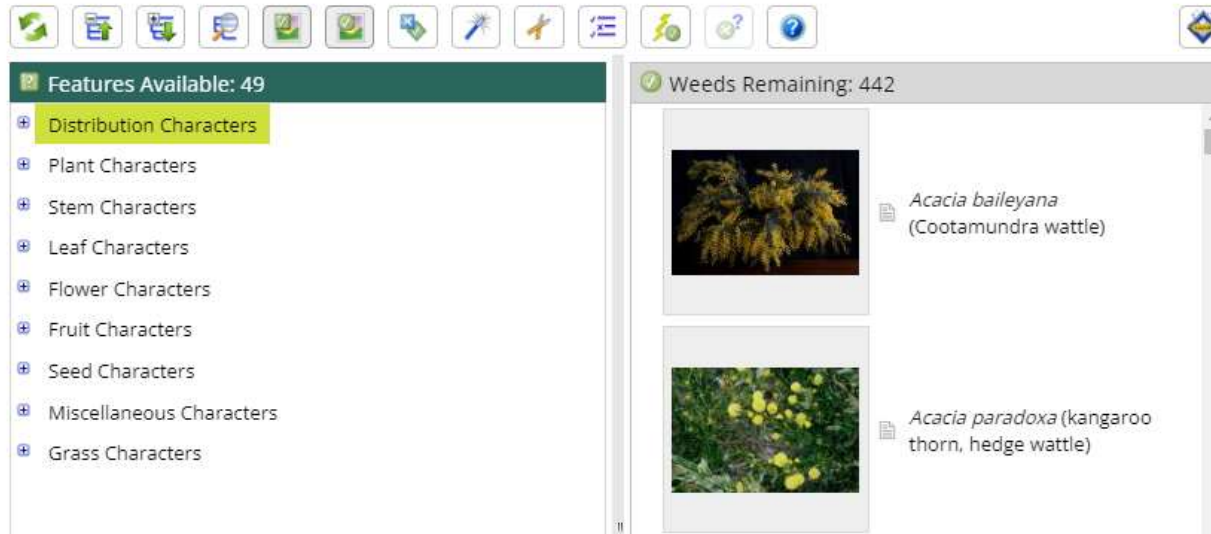 Features Available: 49
Distribution Characters
Plant Characters
Stem Characters
Leaf Characters
Flower Characters
Fruit Characters
Seed Characters
Miscellaneous Characters
Grass Characters
Weeds Remaining: 442
Acacia baileyana
(Cootamundra wattle)
Acacia paradoxa (kangaroo
thorn, hedge wattle)